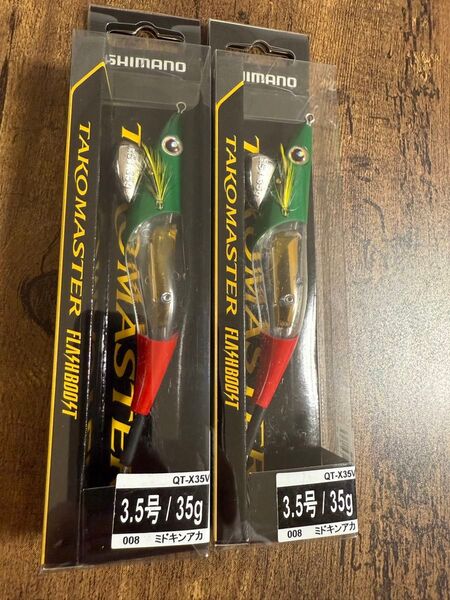 SHIMANO
TAKOMASTER FLASHBOOST
QT-X35V
3.5号/35g
008 ミドキンアカ
SHIMANO
TAKOMASTER FLASHBOOST
QT-X35V
3.5号/35g
008 ミドキンアカ